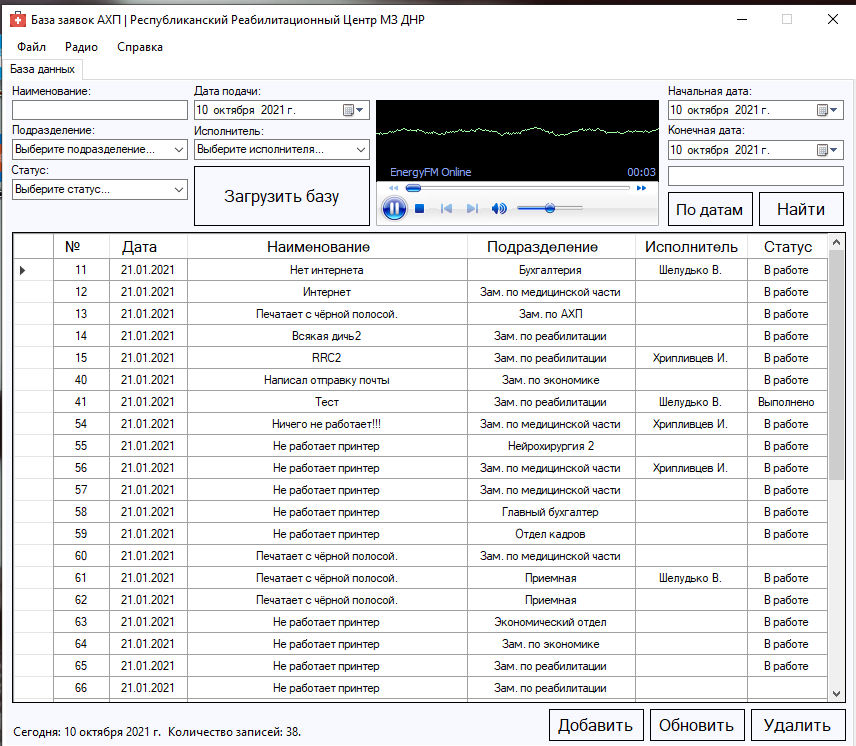 База заявок АХП | Республиканский Реабилитационный Центр МЗ ДНР
Файл Радио Справка
База данных
Наименование:
Дата подачи:
10 октября 2021 г.
Подразделение:
Исполнитель:
Выберите подразделение...
Выберите исполнителя...
Статус:
Выберите статус...
Загрузить базу
EnergyFM Online 00:03
Начальная дата:
10 октября 2021 г.
Конечная дата:
10 октября 2021 г.
По датам
Найти
№ Дата Наименование Подразделение Исполнитель Статус
11 21.01.2021 Нет интернета Бухгалтерия Шелудько В. В работе
12 21.01.2021 Интернет Зам. по медицинской части В работе
13 21.01.2021 Печатает с чёрной полосой. Зам. по АХП В работе
14 21.01.2021 Всякая дичь2 Зам. по реабилитации В работе
15 21.01.2021 RRC2 Зам. по реабилитации Хрипливцев И. В работе
40 21.01.2021 Написал отправку почты Зам. по экономике В работе
41 21.01.2021 Тест Зам. по реабилитации Шелудько В. Выполнено
54 21.01.2021 Ничего не работает!!! Зам. по медицинской части Хрипливцев И. В работе
55 21.01.2021 Не работает принтер Нейрохирургия 2 В работе
56 21.01.2021 Не работает принтер Зам. по медицинской части Хрипливцев И. В работе
57 21.01.2021 Не работает принтер Зам. по медицинской части В работе
58 21.01.2021 Не работает принтер Главный бухгалтер В работе
59 21.01.2021 Не работает принтер Отдел кадров В работе
60 21.01.2021 Печатает с чёрной полосой. Зам. по медицинской части
61 21.01.2021 Печатает с чёрной полосой. Приемная Шелудько В. В работе
62 21.01.2021 Печатает с чёрной полосой. Приемная В работе
63 21.01.2021 Не работает принтер Экономический отдел В работе
64 21.01.2021 Не работает принтер Зам. по экономике В работе
65 21.01.2021 Не работает принтер Зам. по реабилитации В работе
66 21.01.2021 Не работает принтер Зам. по реабилитации
Сегодня: 10 октября 2021 г. Количество записей: 38.
Добавить
Обновить
Удалить